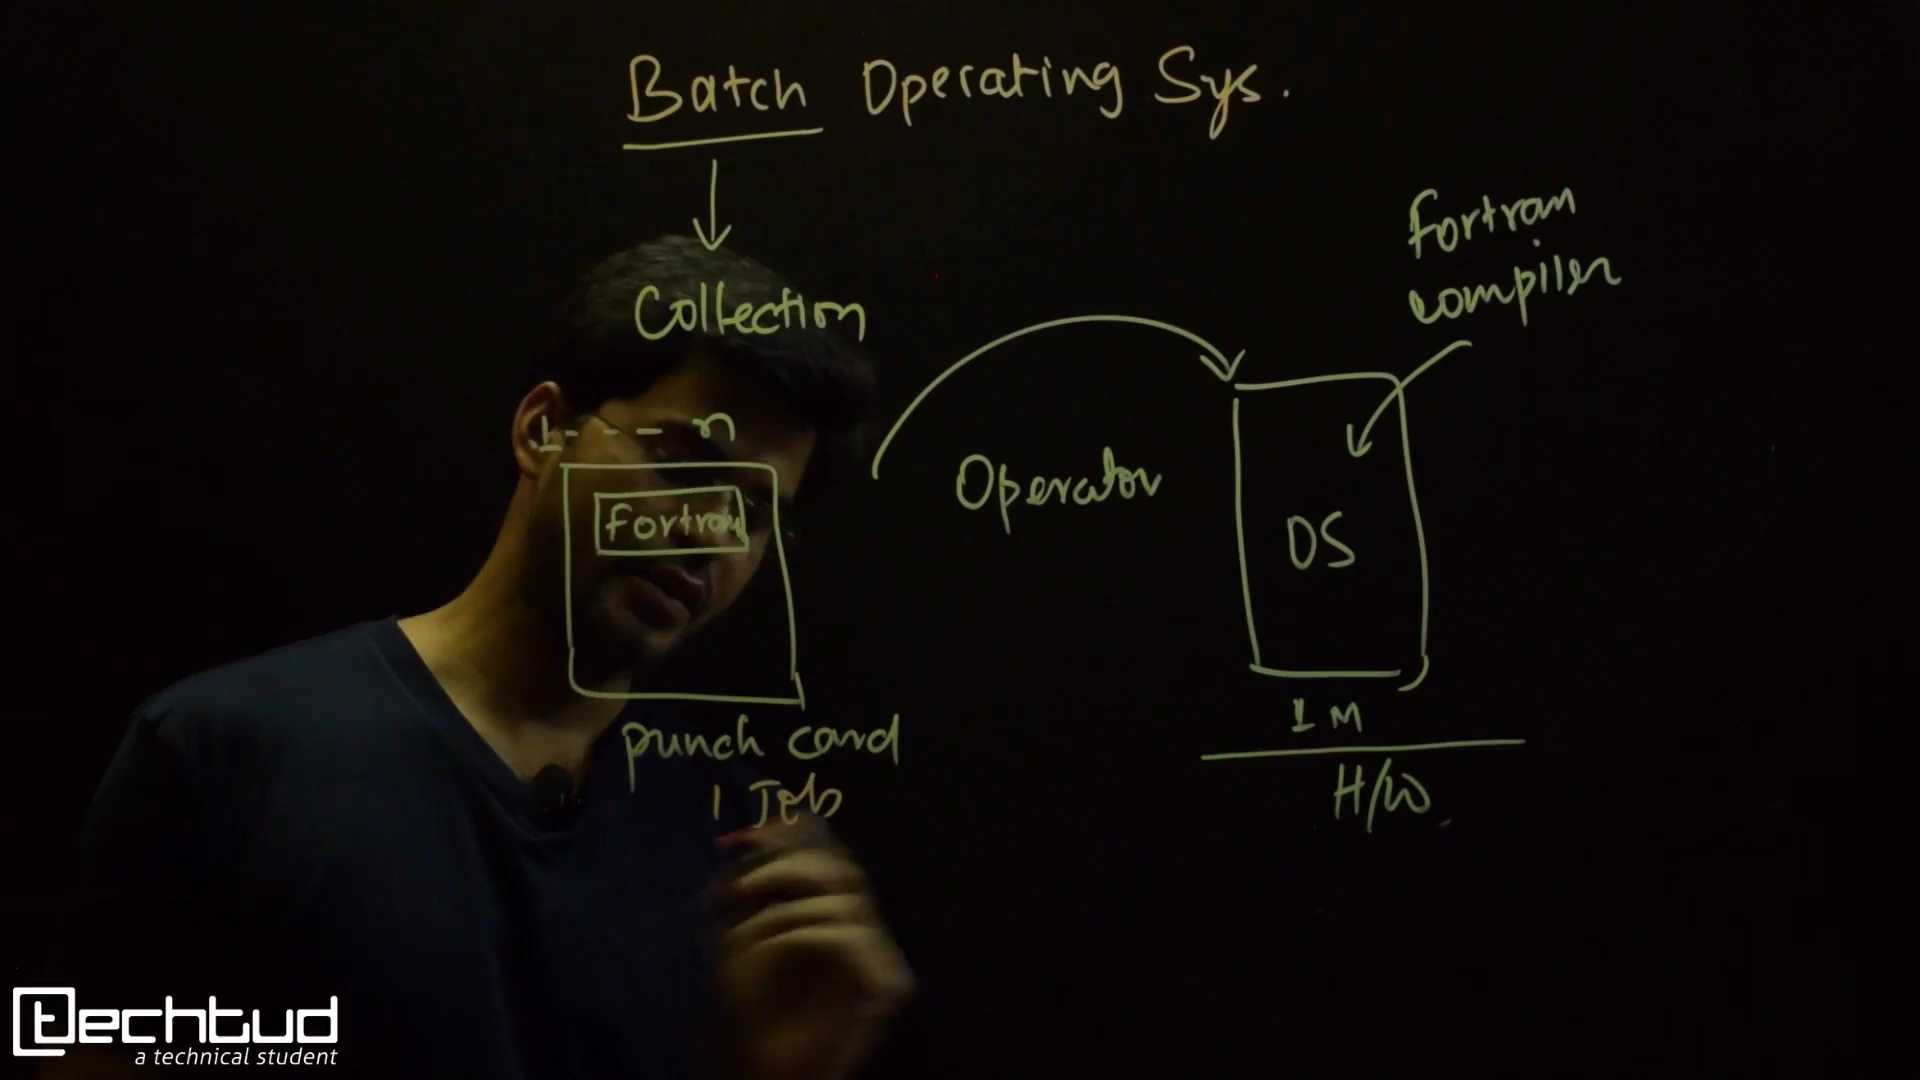 Batch Operating Sys.
Collection
1 - - - n
Fortran
punch card
1 Job
Operator
Fortran
compiler
OS
1 M
H/W
techtud
a technical student